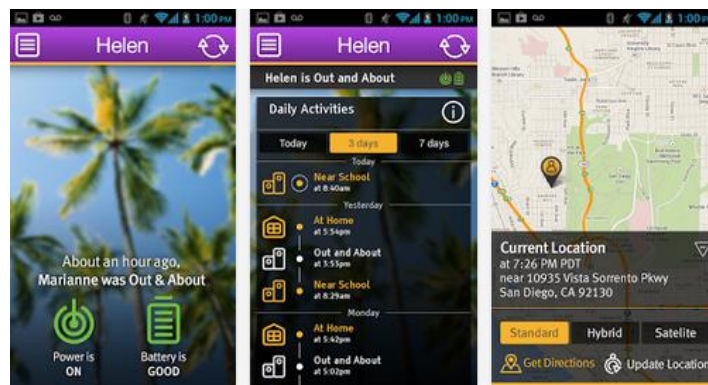 1:00 PM
Helen
About an hour ago,
Marianne was Out & About
Power is
ON
Battery is
GOOD
1:00 PM
Helen
Helen is Out and About
Daily Activities
Today
3 days
7 days
Today
Near School
at 8:40am
Yesterday
At Home
at 5:54pm
Out and About
at 3:53pm
Near School
at 8:29am
Monday
At Home
at 5:42pm
Out and About
at 5:02pm
1:00 PM
Current Location
at 7:26 PM PDT
near 10935 Vista Sorrento Pkwy
San Diego, CA 92130
Standard
Hybrid
Satelite
Get Directions
Update Location